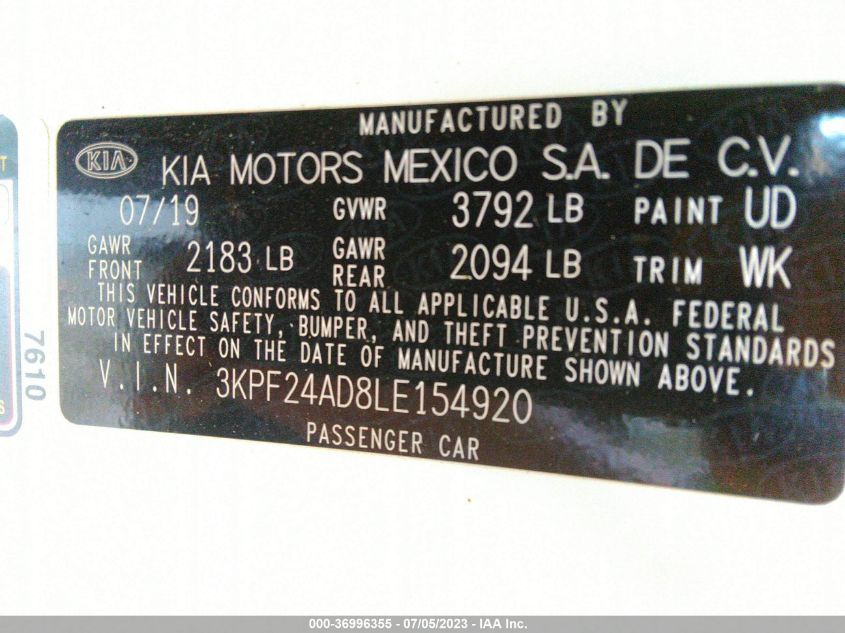 MANUFACTURED BY
KIA KIA MOTORS MEXICO S.A. DE C.V.
07/19 GVWR 3792 LB PAINT UD
GAWR FRONT 2183 LB GAWR REAR 2094 LB TRIM WK
THIS VEHICLE CONFORMS TO ALL APPLICABLE U.S.A. FEDERAL
MOTOR VEHICLE SAFETY, BUMPER, AND THEFT PREVENTION STANDARDS
IN EFFECT ON THE DATE OF MANUFACTURE SHOWN ABOVE.
V.I.N. 3KPF24AD8LE154920
PASSENGER CAR
7610
T
S
000-36996355 - 07/05/2023 - IAA Inc.